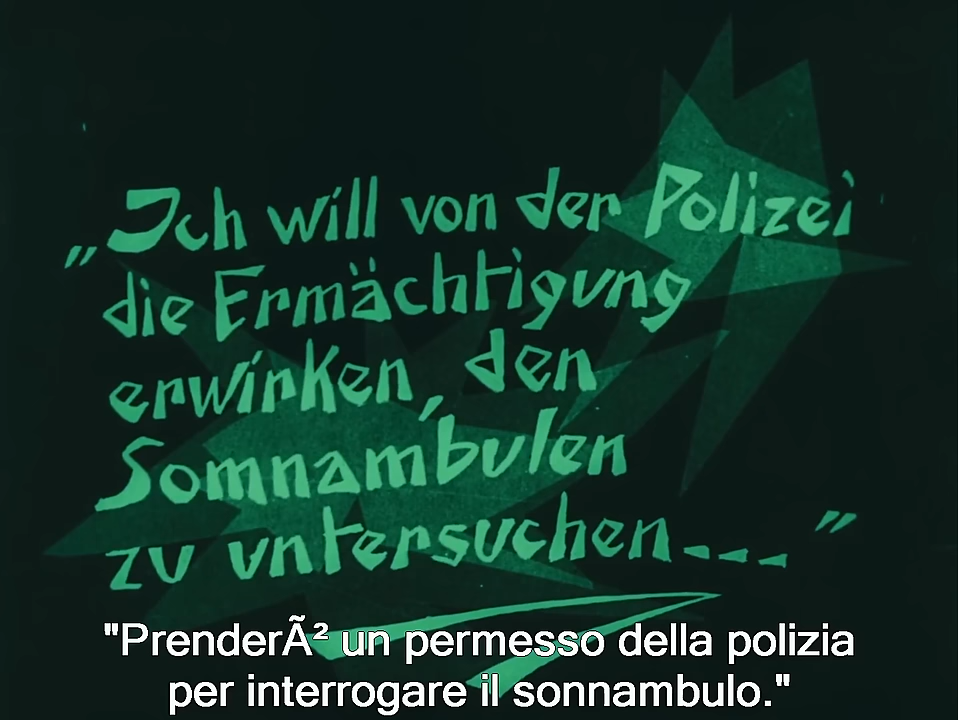 „Ich will von der Polizei
die Ermächtigung
erwirken, den
Somnambulen
zu untersuchen---.”
"PrenderÃ² un permesso della polizia
per interrogare il sonnambulo."